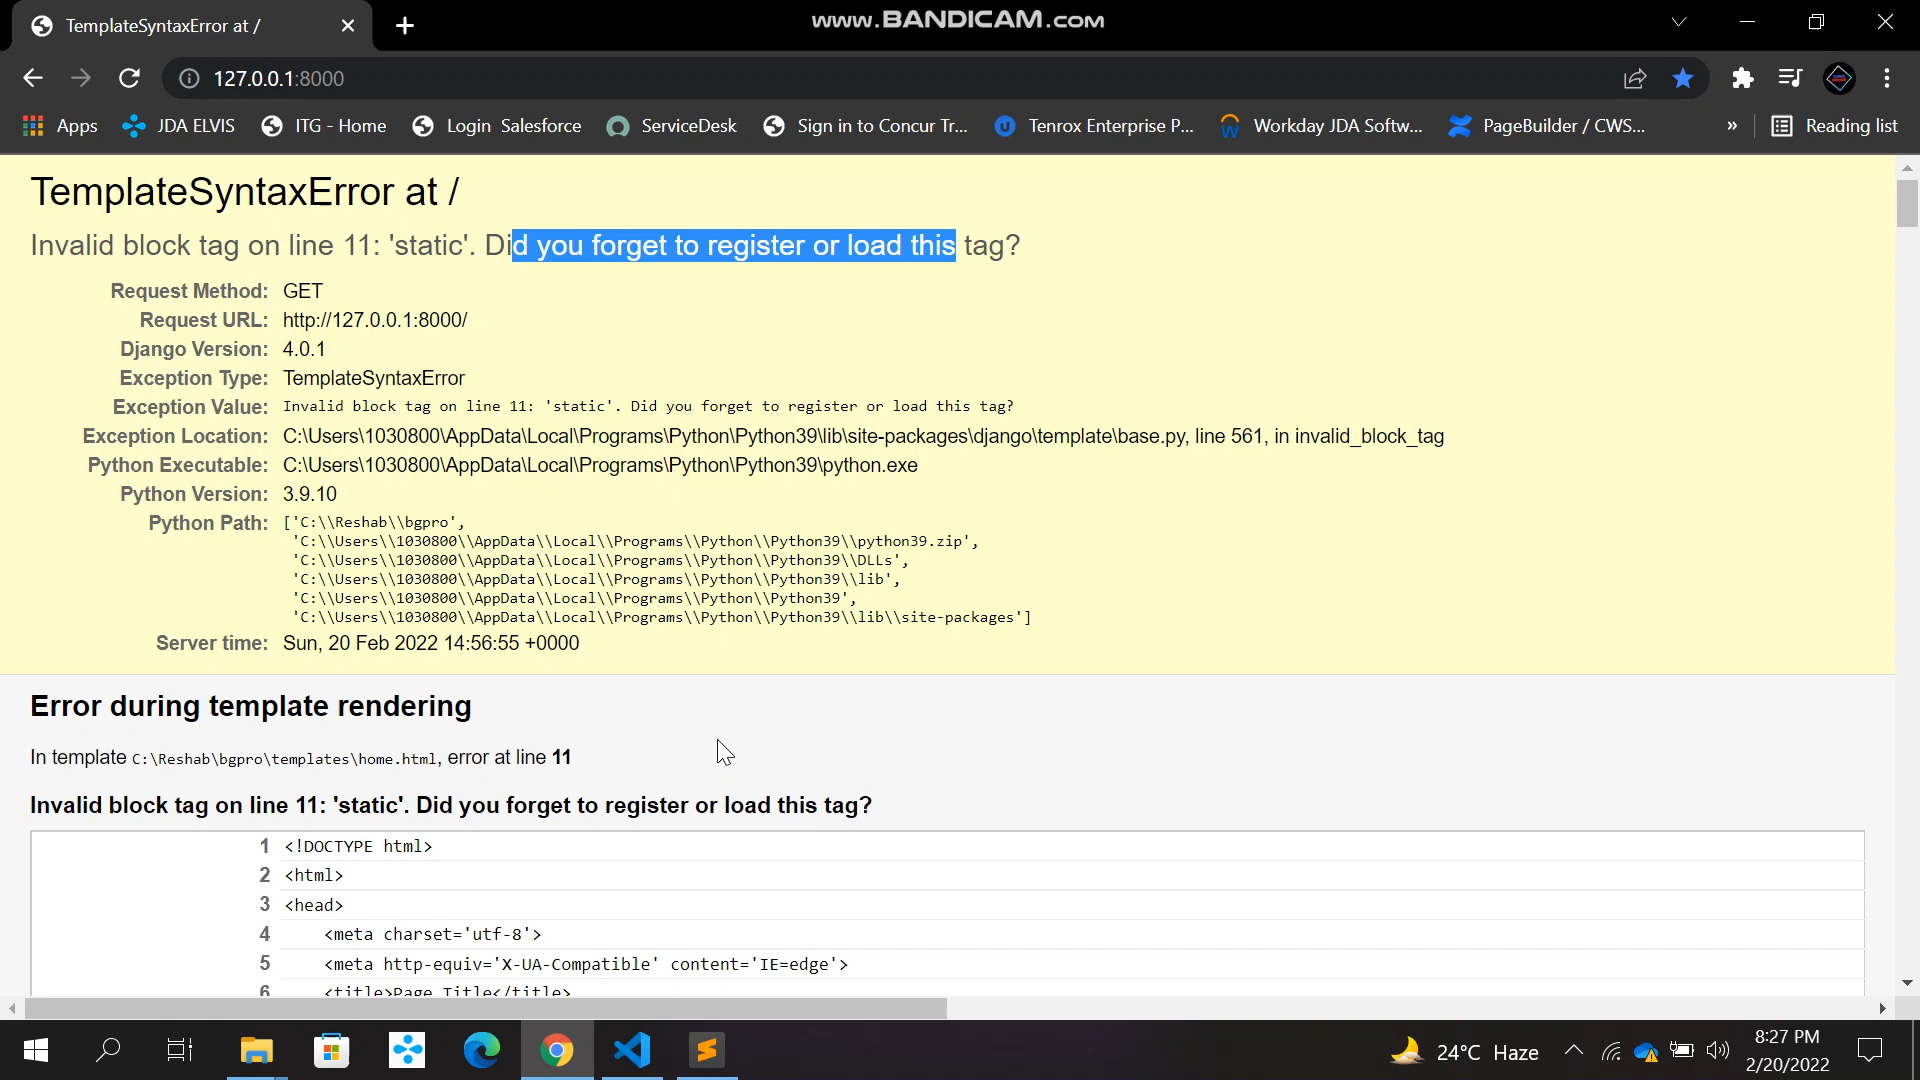 TemplateSyntaxError at /
www.BANDICAM.com
127.0.0.1:8000
Apps
JDA ELVIS
ITG - Home
Login Salesforce
ServiceDesk
Sign in to Concur Tr...
Tenrox Enterprise P...
Workday JDA Softw...
PageBuilder / CWS...
»
Reading list
TemplateSyntaxError at /
Invalid block tag on line 11: 'static'. Did you forget to register or load this tag?
Request Method: GET
Request URL: http://127.0.0.1:8000/
Django Version: 4.0.1
Exception Type: TemplateSyntaxError
Exception Value: Invalid block tag on line 11: 'static'. Did you forget to register or load this tag?
Exception Location: C:\Users\1030800\AppData\Local\Programs\Python\Python39\lib\site-packages\django\template\base.py, line 561, in invalid_block_tag
Python Executable: C:\Users\1030800\AppData\Local\Programs\Python\Python39\python.exe
Python Version: 3.9.10
Python Path: ['C:\\Reshab\\bgpro',
'C:\\Users\\1030800\\AppData\\Local\\Programs\\Python\\Python39\\python39.zip',
'C:\\Users\\1030800\\AppData\\Local\\Programs\\Python\\Python39\\DLLs',
'C:\\Users\\1030800\\AppData\\Local\\Programs\\Python\\Python39\\lib',
'C:\\Users\\1030800\\AppData\\Local\\Programs\\Python\\Python39',
'C:\\Users\\1030800\\AppData\\Local\\Programs\\Python\\Python39\\lib\\site-packages']
Server time: Sun, 20 Feb 2022 14:56:55 +0000
Error during template rendering
In template C:\Reshab\bgpro\templates\home.html, error at line 11
Invalid block tag on line 11: 'static'. Did you forget to register or load this tag?
1 <!DOCTYPE html>
2 <html>
3 <head>
4 <meta charset='utf-8'>
5 <meta http-equiv='X-UA-Compatible' content='IE=edge'>
6 <title>Page Title</title>
24°C Haze
8:27 PM
2/20/2022